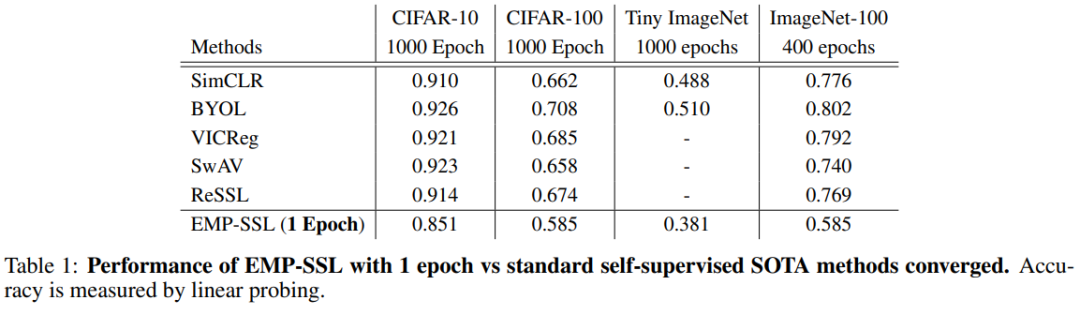 CIFAR-10 CIFAR-100 Tiny ImageNet ImageNet-100
Methods 1000 Epoch 1000 Epoch 1000 epochs 400 epochs
SimCLR 0.910 0.662 0.488 0.776
BYOL 0.926 0.708 0.510 0.802
VICReg 0.921 0.685 - 0.792
SwAV 0.923 0.658 - 0.740
ReSSL 0.914 0.674 - 0.769
EMP-SSL (1 Epoch) 0.851 0.585 0.381 0.585
Table 1: Performance of EMP-SSL with 1 epoch vs standard self-supervised SOTA methods converged. Accu-
racy is measured by linear probing.